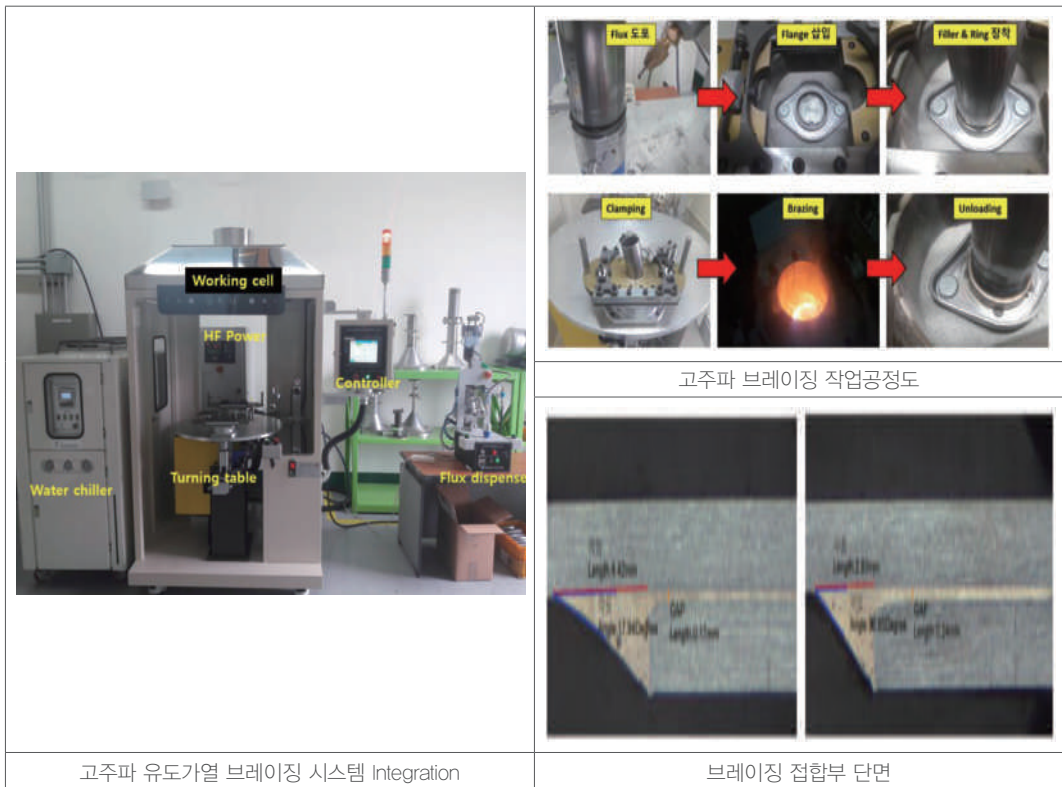 Working cell
HF Power
Controller
Turning table
Water chiller
Flux dispense
고주파 유도가열 브레이징 시스템 Integration
Flux 도포
Flange 삽입
Filler & Ring 장착
Clamping
Brazing
Unloading
고주파 브레이징 작업공정도
GAP
GAP
브레이징 접합부 단면